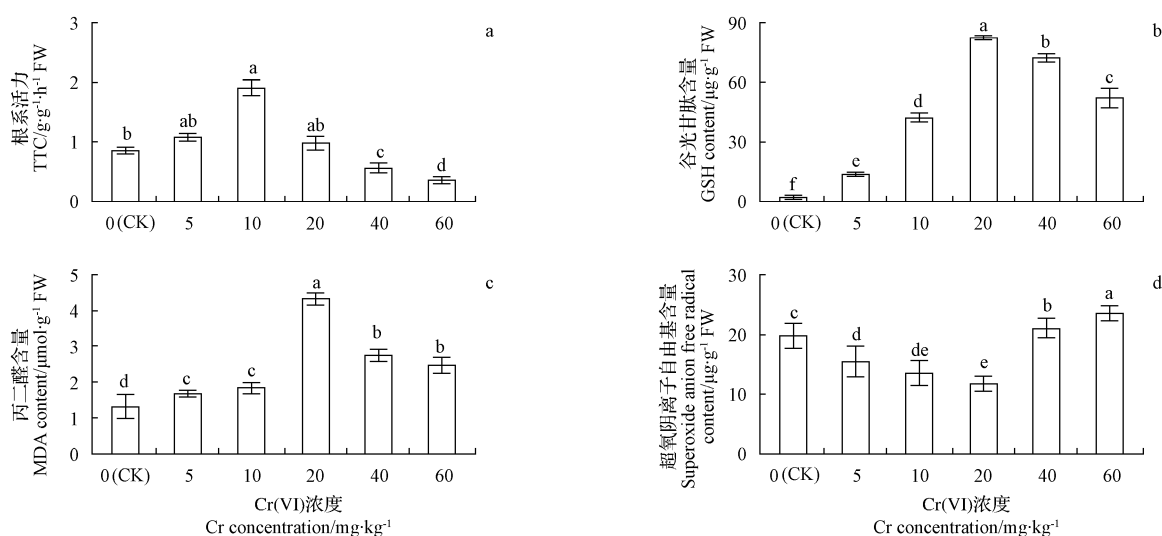 3
2
1
0
根系活力
TTC/g·g⁻¹·h⁻¹ FW
a
b
ab
a
ab
c
d
0 (CK) 5 10 20 40 60
90
60
30
0
谷光甘肽含量
GSH content/μg·g⁻¹ FW
b
f
e
d
a
b
c
0 (CK) 5 10 20 40 60
5
4
3
2
1
0
丙二醛含量
MDA content/μmol·g⁻¹ FW
c
d
c
c
a
b
b
0 (CK) 5 10 20 40 60
Cr(VI)浓度
Cr concentration/mg·kg⁻¹
30
20
10
0
超氧阴离子自由基含量
Superoxide anion free radical
content/μg·g⁻¹ FW
d
c
d
de
e
b
a
0 (CK) 5 10 20 40 60
Cr(VI)浓度
Cr concentration/mg·kg⁻¹